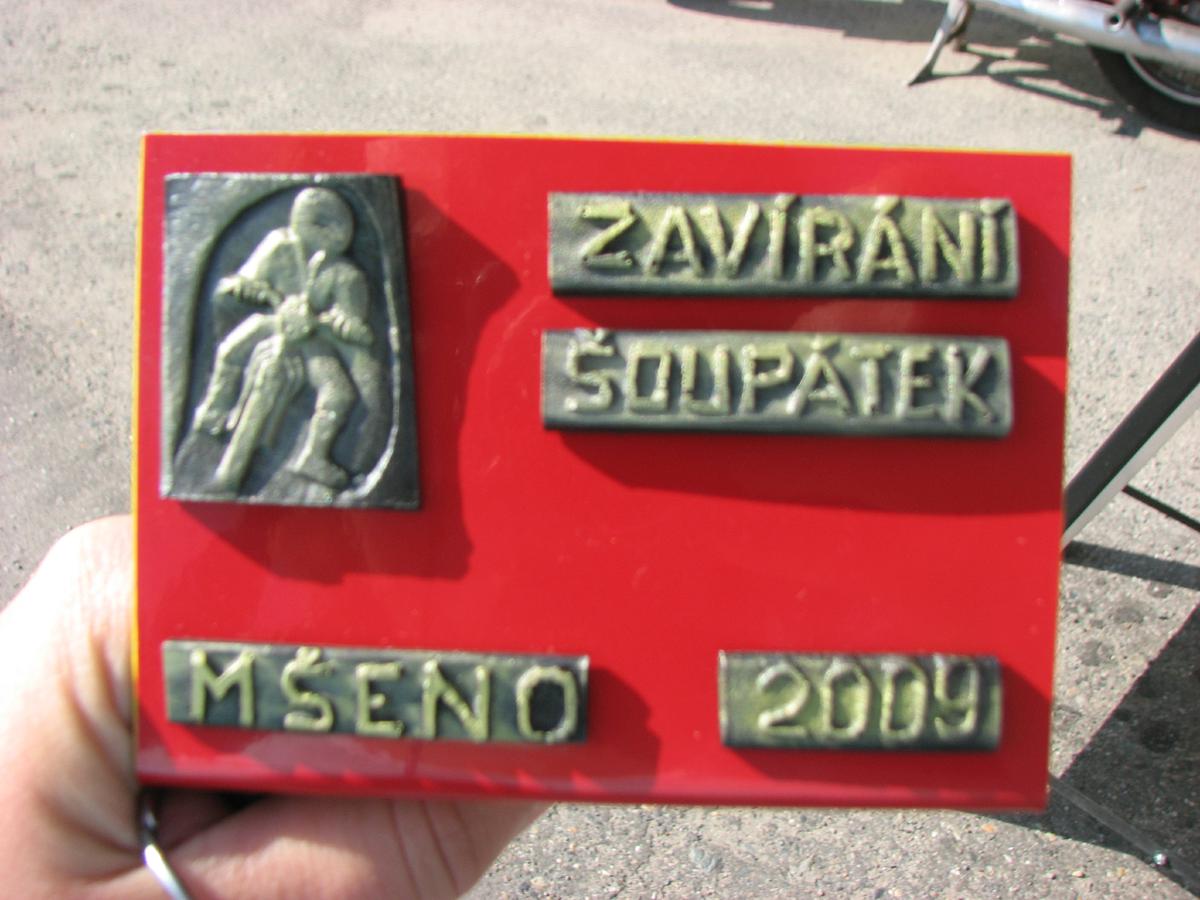 ZAVÍRÁNÍ
ŠOUPÁTEK
MŠENO
2009